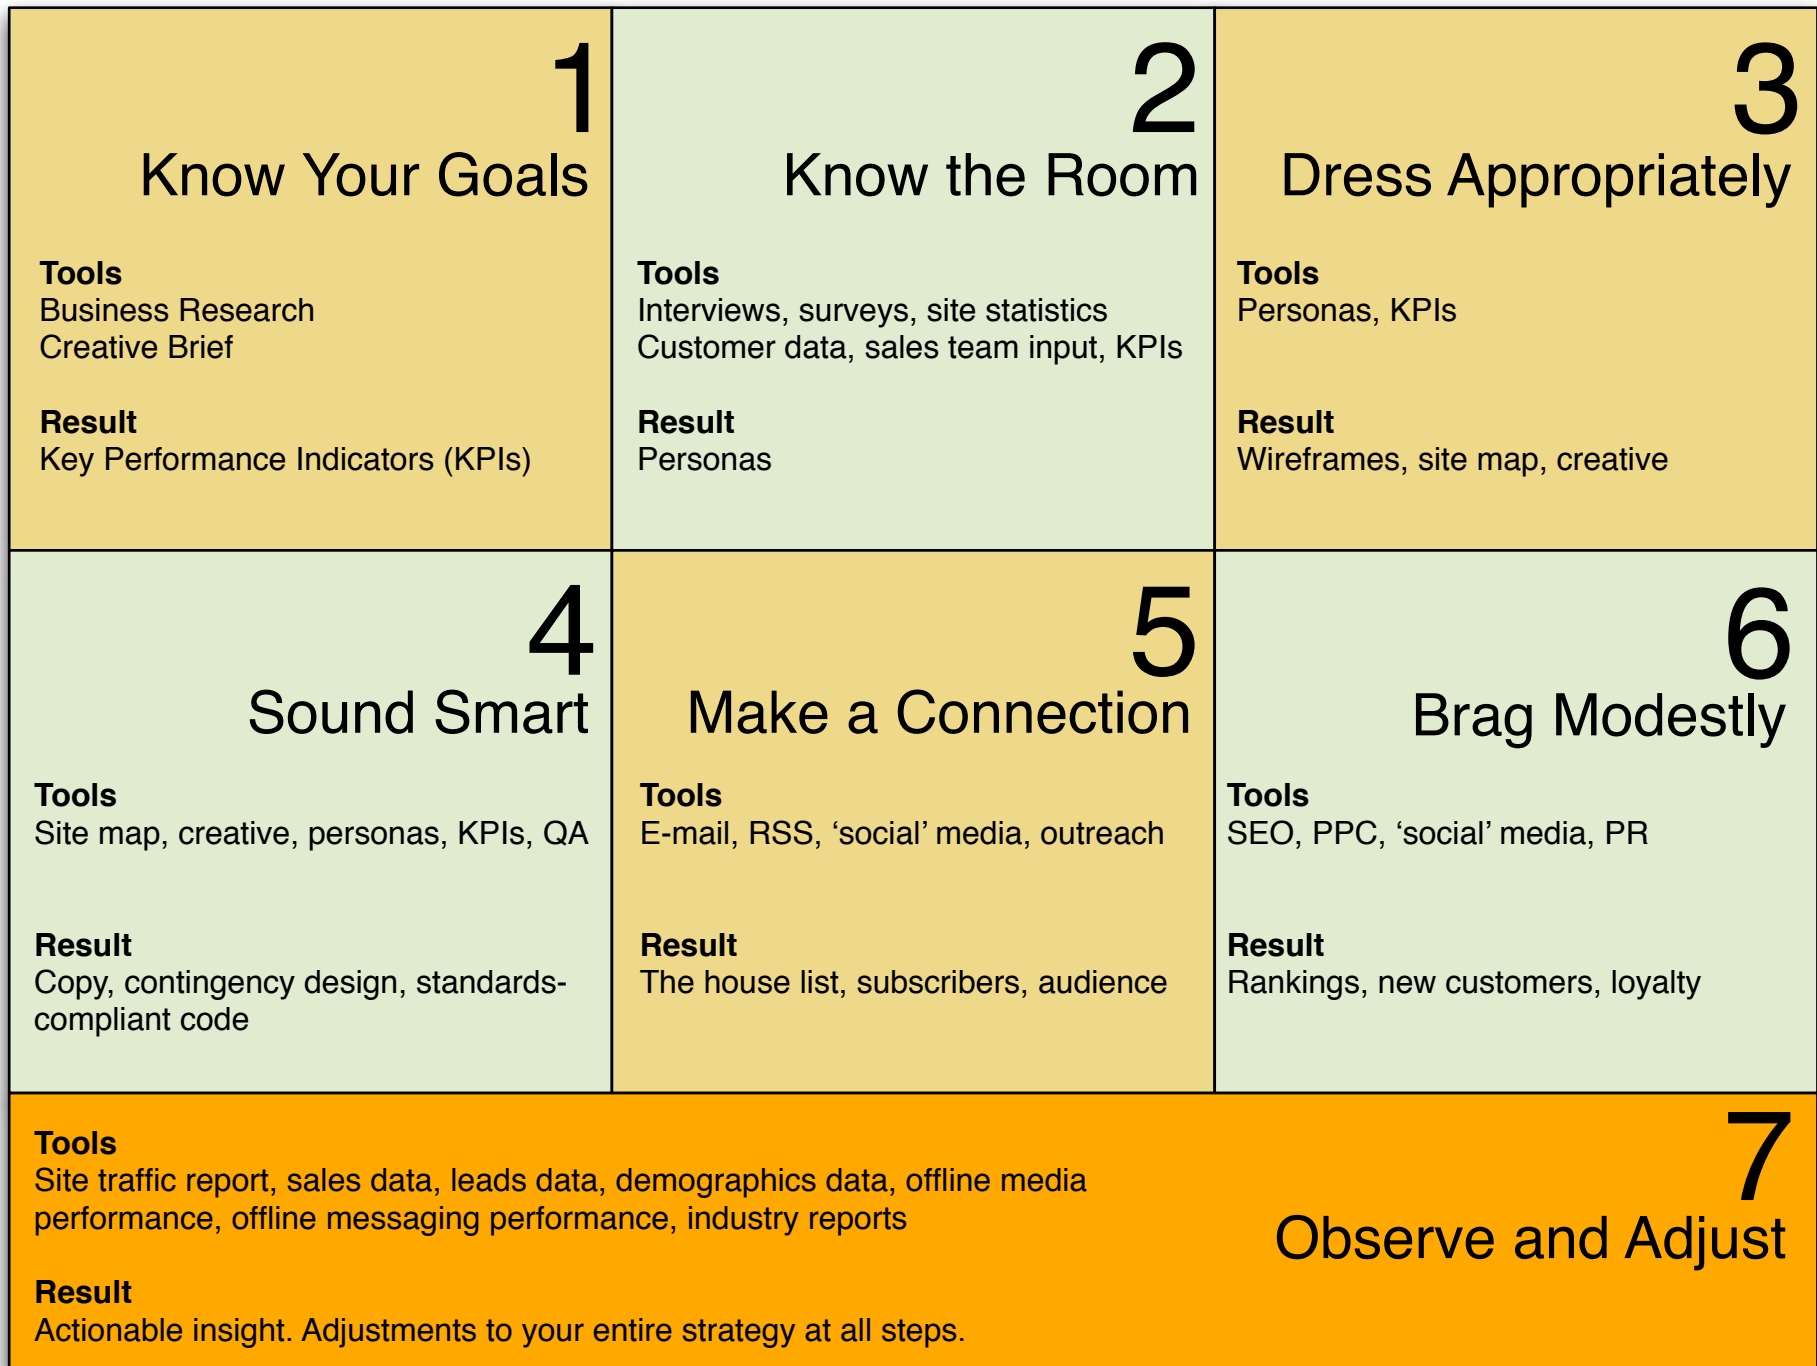 1
Know Your Goals
Tools
Business Research
Creative Brief
Result
Key Performance Indicators (KPIs)
2
Know the Room
Tools
Interviews, surveys, site statistics
Customer data, sales team input, KPIs
Result
Personas
3
Dress Appropriately
Tools
Personas, KPIs
Result
Wireframes, site map, creative
4
Sound Smart
Tools
Site map, creative, personas, KPIs, QA
Result
Copy, contingency design, standards-
compliant code
5
Make a Connection
Tools
E-mail, RSS, ‘social’ media, outreach
Result
The house list, subscribers, audience
6
Brag Modestly
Tools
SEO, PPC, ‘social’ media, PR
Result
Rankings, new customers, loyalty
7
Observe and Adjust
Tools
Site traffic report, sales data, leads data, demographics data, offline media
performance, offline messaging performance, industry reports
Result
Actionable insight. Adjustments to your entire strategy at all steps.